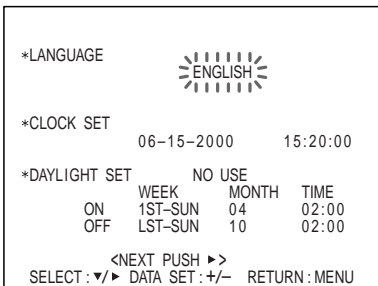 *LANGUAGE
ENGLISH
*CLOCK SET
06–15–2000 15:20:00
*DAYLIGHT SET NO USE
WEEK MONTH TIME
ON 1ST–SUN 04 02:00
OFF LST–SUN 10 02:00
<NEXT PUSH ►>
SELECT:▼/► DATA SET:+/– RETURN:MENU